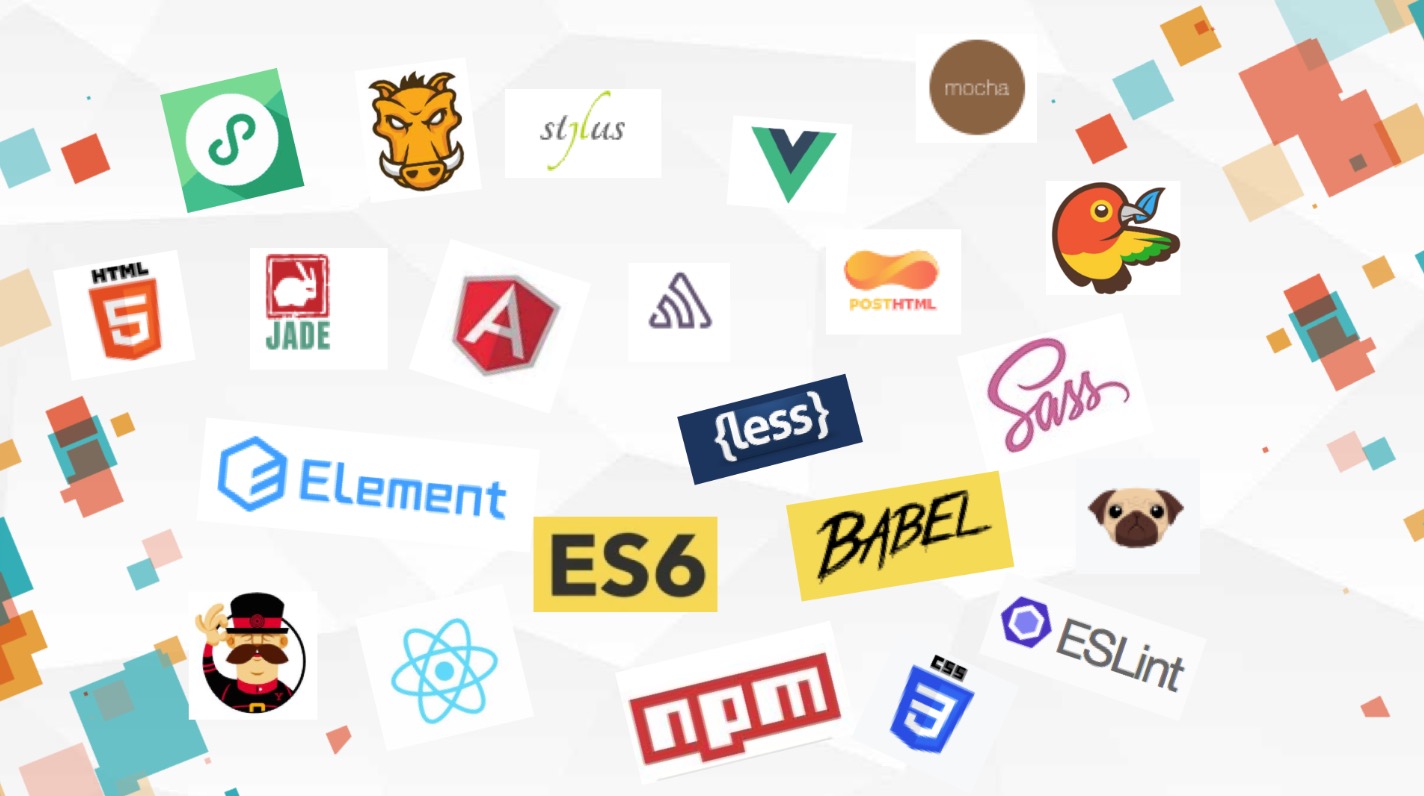 stylus
mocha
HTML
5
JADE
A
POSTHTML
{less}
Sass
ELement
ES6
BABEL
ESLint
npm
CSS
3